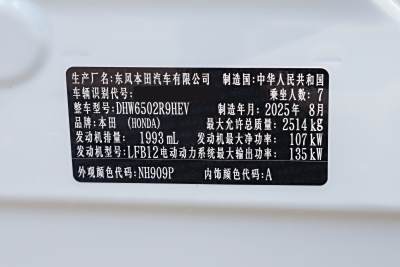 生产厂名:东风本田汽车有限公司 制造国:中华人民共和国
车辆识别代号: 乘坐人数:7
整车型号:DHW6502R9HEV 制造年月:2025年 8月
品牌:本田 (HONDA) 最大允许总质量:2514 kg
发动机排量: 1993 mL 发动机最大净功率:107 kW
发动机型号:LFB12电动动力系统最大输出功率:135 kW
外观颜色代码:NH909P 内饰颜色代码:A